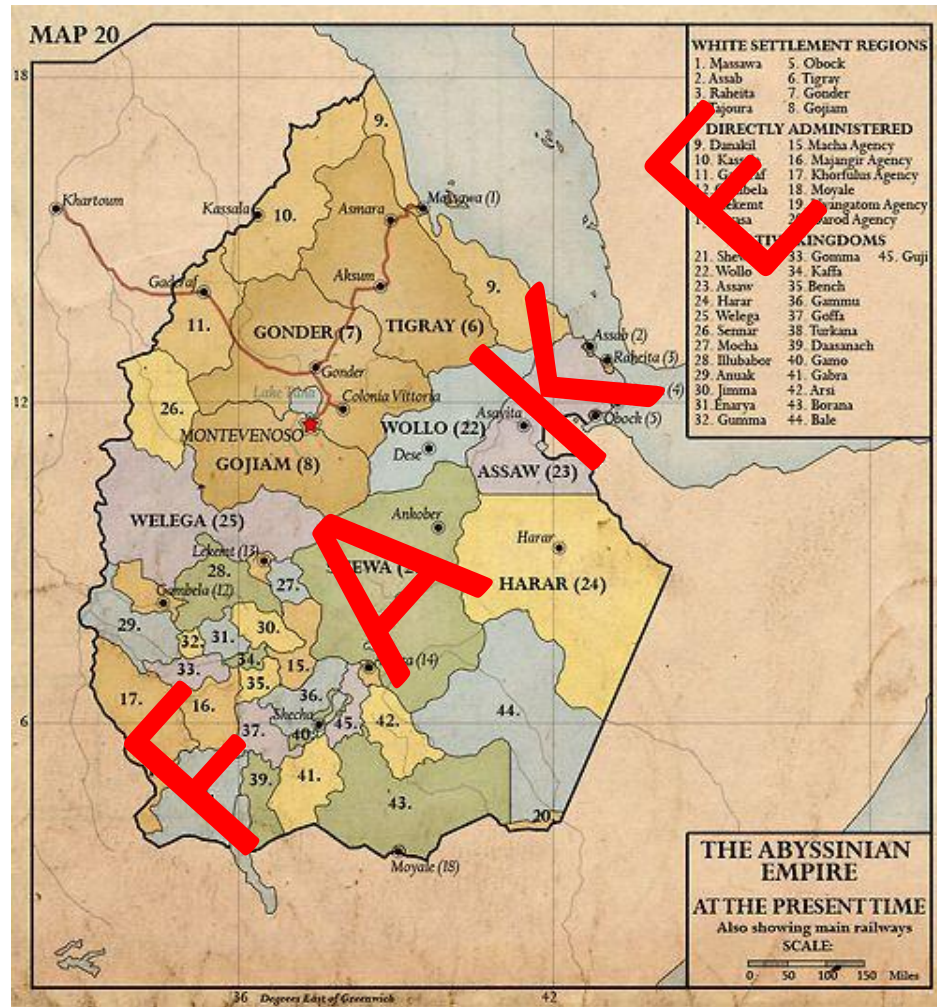 MAP 20
WHITE SETTLEMENT REGIONS
1. Massawa 5. Obock
2. Assab 6. Tigray
3. Raheita 7. Gonder
Tajoura 8. Gojiam
DIRECTLY ADMINISTERED
9. Danakil 15. Macha Agency
10. 16. Majangir Agency
11. 17. Khorfulus Agency
18. Moyale
19 Agency
Agency
KINGDOMS
21. 33. Gomma 45. Guji
22. Wollo 34. Kaffa
23. Assaw 35. Bench
24. Harar 36. Gammu
25. Welega 37. Goffa
26. Sennar 38. Turkana
27. Mocha 39. Daasanach
28. Illubabor 40. Gamo
29. Anuak 41. Gabra
30. Jimma 42. Arsi
31. Enarya 43. Borana
32. Gumma 44. Bale
18
9.
Khartoum
Kassala
10.
Asmara
Massawa (1)
Aksum
9.
11.
GONDER (7)
TIGRAY (6)
Assab (2)
Raheita (3)
Gonder
(4)
12
Lake Tana
Colonia Vittoria
26.
Asayita
Obock (5)
MONTEVENOSO
WOLLO (22)
Dese
GOJIAM (8)
ASSAW (23)
WELEGA (25)
Ankober
Harar
Lekemt (13)
28.
27.
HARAR (24)
Gambela (12)
29.
32.
31.
30.
34.
33.
35.
15.
(14)
17.
16.
36.
44.
6
Shecha
37.
40.
45.
42.
39.
41.
43.
20.
Moyale (18)
FAKE
THE ABYSSINIAN
EMPIRE
AT THE PRESENT TIME
Also showing main railways
SCALE:
0 50 100 150 Miles
36 Degrees East of Greenwich 42